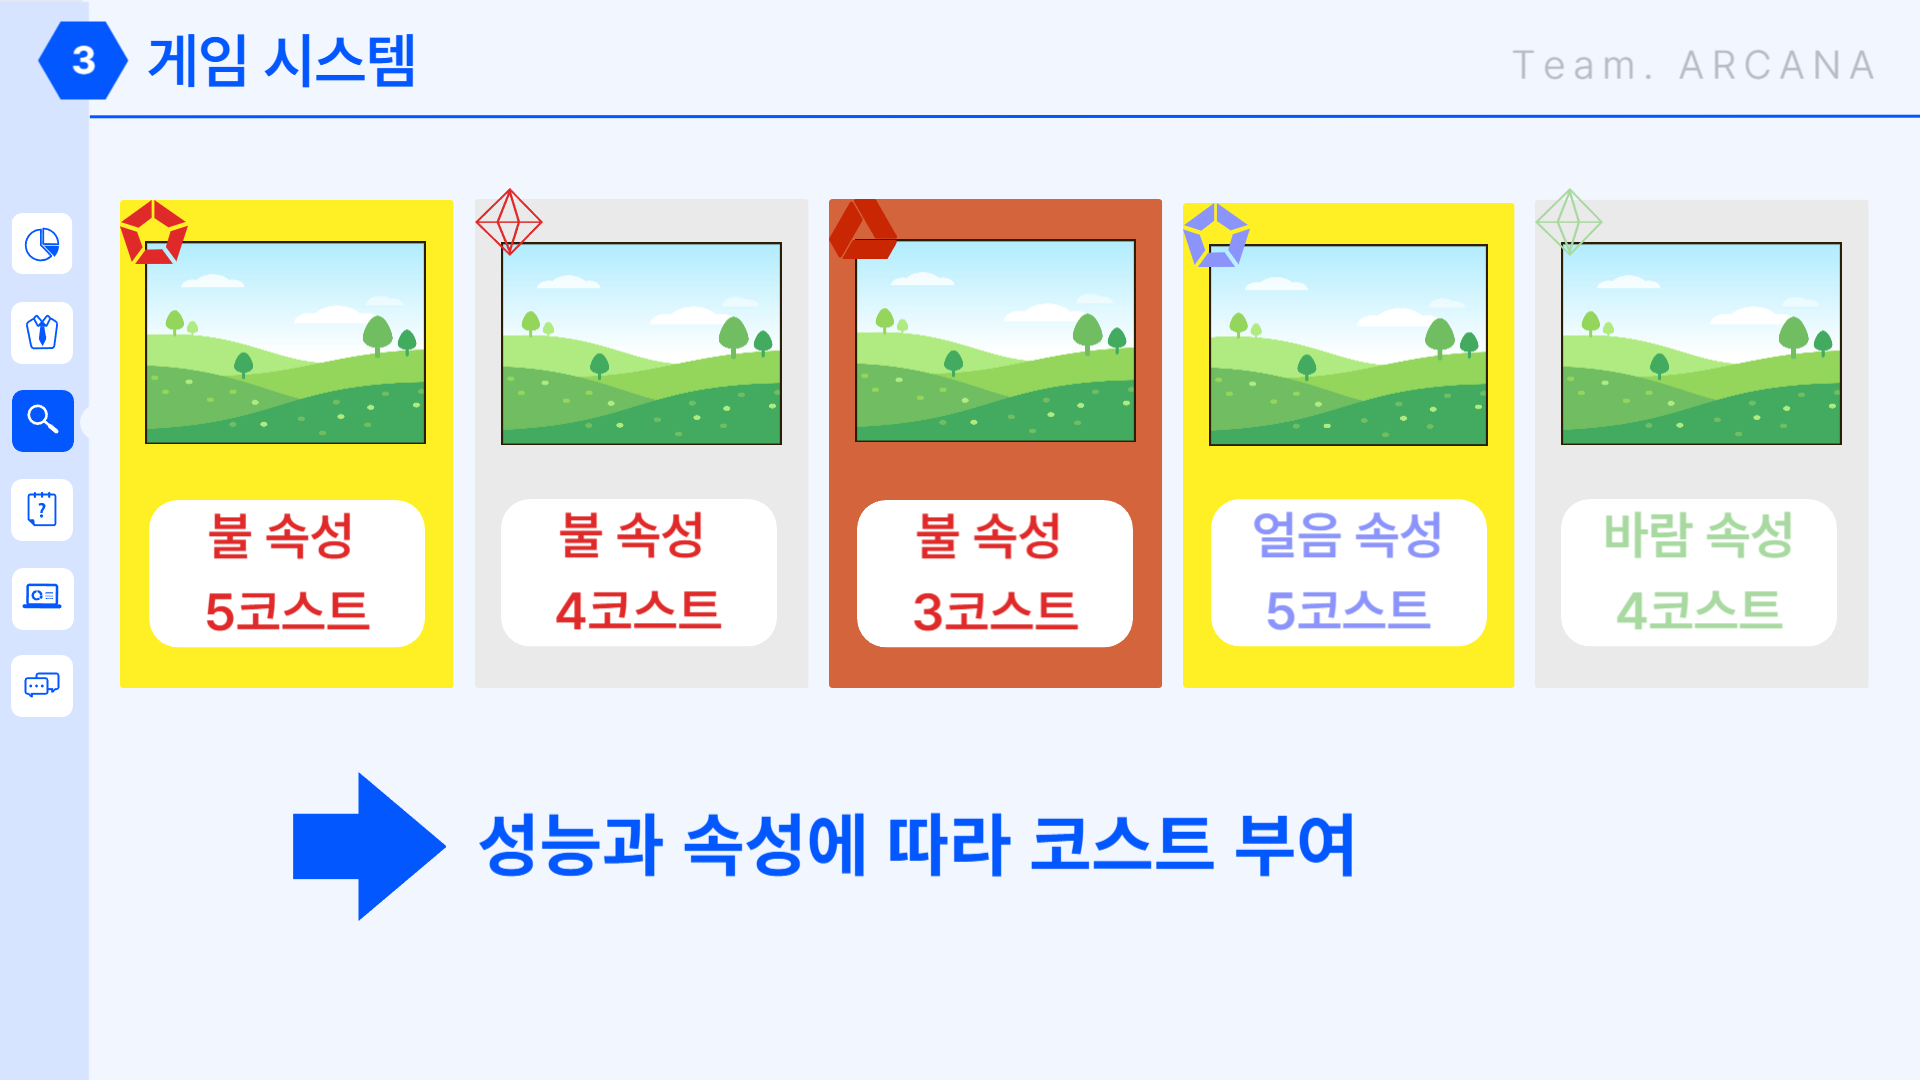 3 게임 시스템
Team. ARCANA
?
불 속성
5코스트
불 속성
4코스트
불 속성
3코스트
얼음 속성
5코스트
바람 속성
4코스트
성능과 속성에 따라 코스트 부여